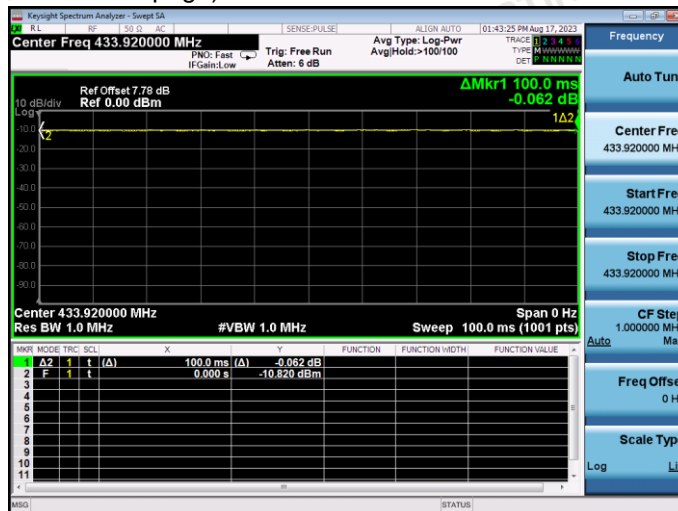 Keysight Spectrum Analyzer - Swept SA
RL RF 50 Ω AC SENSE:PULSE ALIGN AUTO 01:43:25 PM Aug 17, 2023
Center Freq 433.920000 MHz
PNO: Fast
IFGain:Low
Trig: Free Run
Atten: 6 dB
Avg Type: Log-Pwr
Avg|Hold:>100/100
TRACE 1 2 3 4 5 6
TYPE M WWWWW
DET P N N N N N
Ref Offset 7.78 dB
10 dB/div Ref 0.00 dBm
Log
ΔMkr1 100.0 ms
-0.062 dB
1Δ2
2
-10.0
-20.0
-30.0
-40.0
-50.0
-60.0
-70.0
-80.0
-90.0
Center 433.920000 MHz Span 0 Hz
Res BW 1.0 MHz #VBW 1.0 MHz Sweep 100.0 ms (1001 pts)
MKR MODE TRC SCL X Y FUNCTION FUNCTION WIDTH FUNCTION VALUE
1 Δ2 1 t (Δ) 100.0 ms (Δ) -0.062 dB
2 F 1 t 0.000 s -10.820 dBm
3
4
5
6
7
8
9
10
11
MSG STATUS
Frequency
Auto Tun
Center Fre
433.920000 MH
Start Fre
433.920000 MH
Stop Fre
433.920000 MH
CF Ste
1.000000 MH
Auto Ma
Freq Offse
0 H
Scale Typ
Log Li